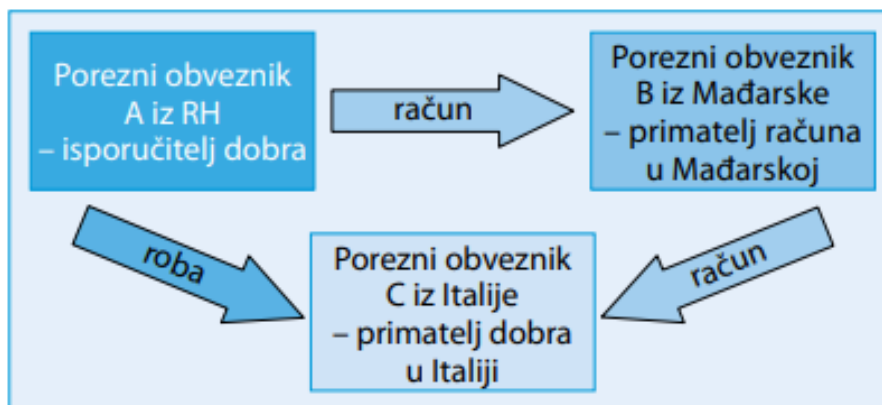 Porezni obveznik
A iz RH
– isporučitelj dobra
račun
Porezni obveznik
B iz Mađarske
– primatelj računa
u Mađarskoj
roba
Porezni obveznik
C iz Italije
– primatelj dobra
u Italiji
račun